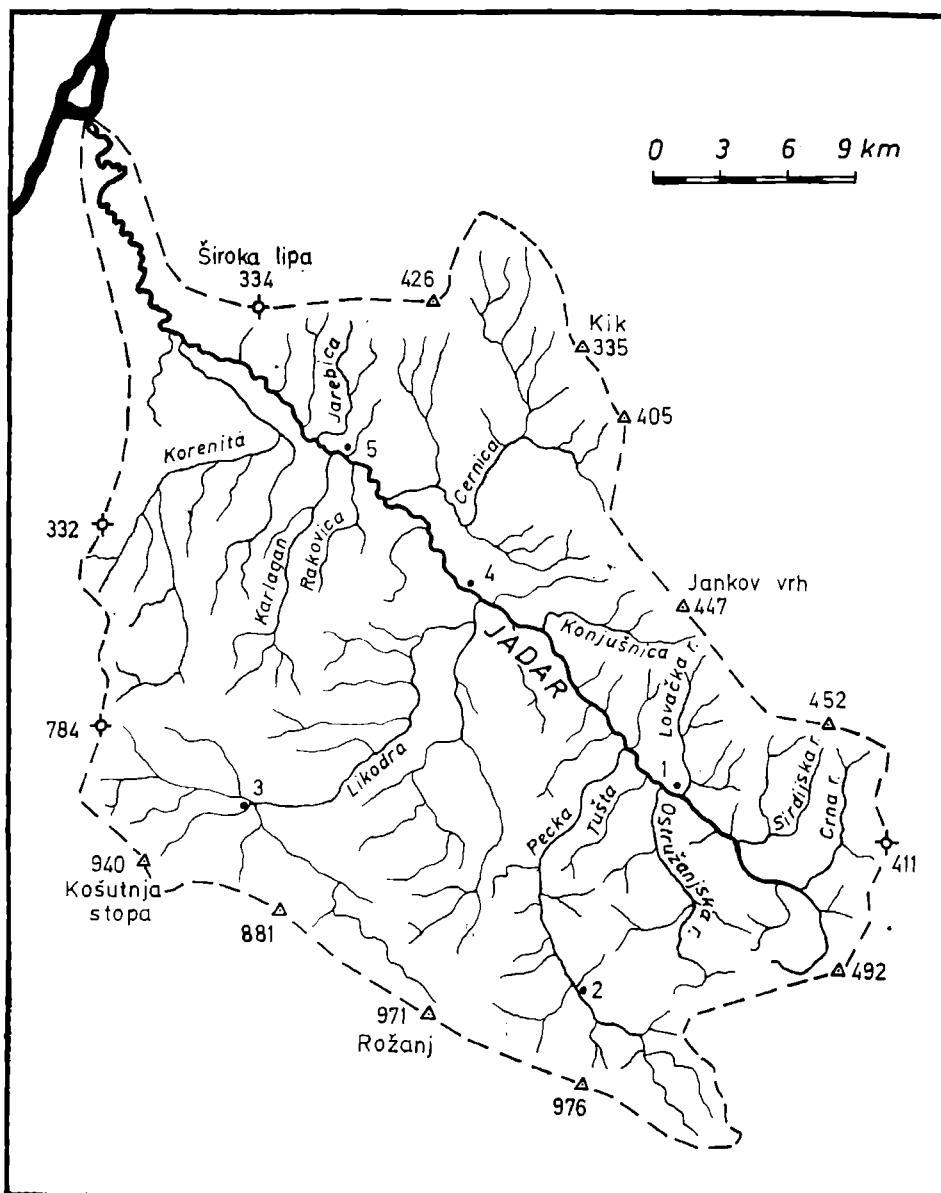 0 3 6 9 km
Široka lipa
334
426
Kik
335
405
Jarebica
Korenita
5
Cernica
332
Karlagan
Rakovica
4
Jankov vrh
447
JADAR
Konjušnica
Lovačka r.
784
452
Sirdijska r.
Crna r.
3
Likodra
1
Pecka
Tušta
Ostružanjska r.
411
940
Košutnja
stopa
881
492
2
971
Rožanj
976